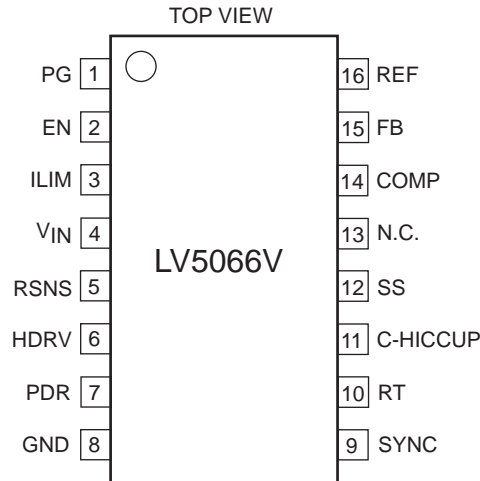 TOP VIEW
PG 1
16 REF
EN 2
15 FB
ILIM 3
14 COMP
VIN 4
13 N.C.
LV5066V
RSNS 5
12 SS
HDRV 6
11 C-HICCUP
PDR 7
10 RT
GND 8
9 SYNC